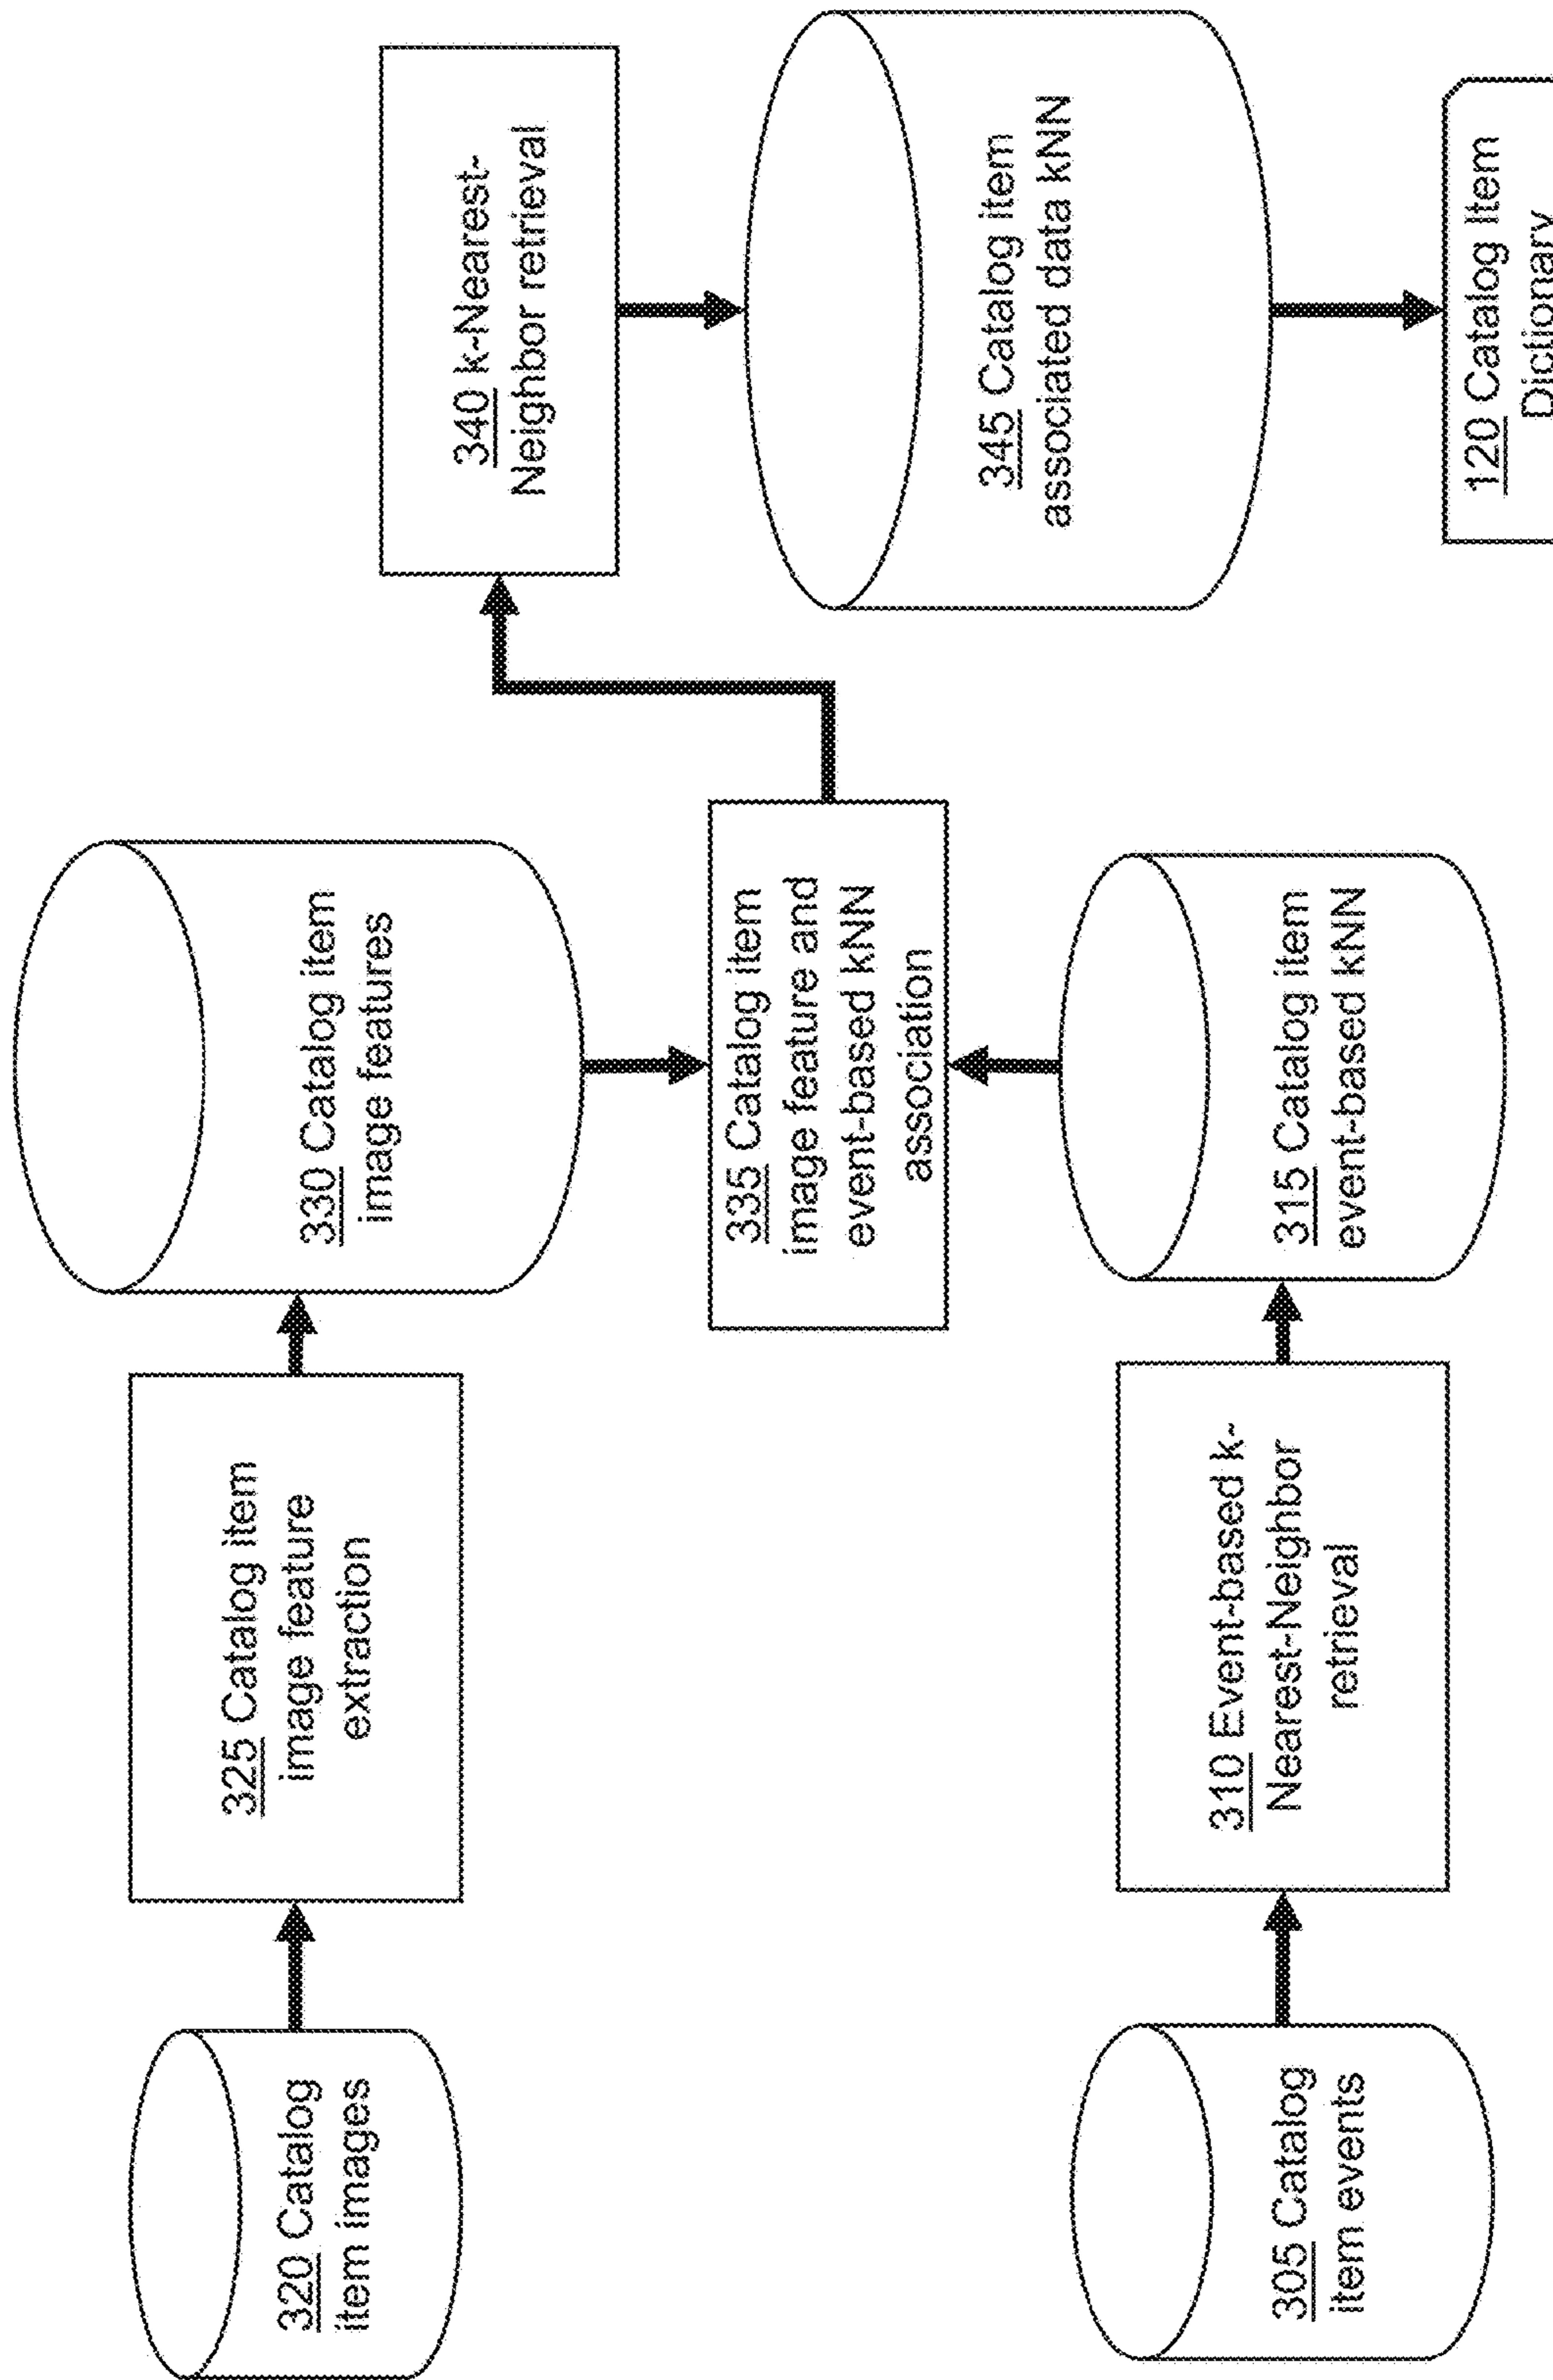 320 Catalog
item images
325 Catalog item
image feature
extraction
330 Catalog item
image features
335 Catalog item
image feature and
event-based kNN
association
305 Catalog
item events
310 Event-based k-
Nearest-Neighbor
retrieval
315 Catalog item
event-based kNN
340 k-Nearest-
Neighbor retrieval
345 Catalog item
associated data kNN
120 Catalog Item
Dictionary